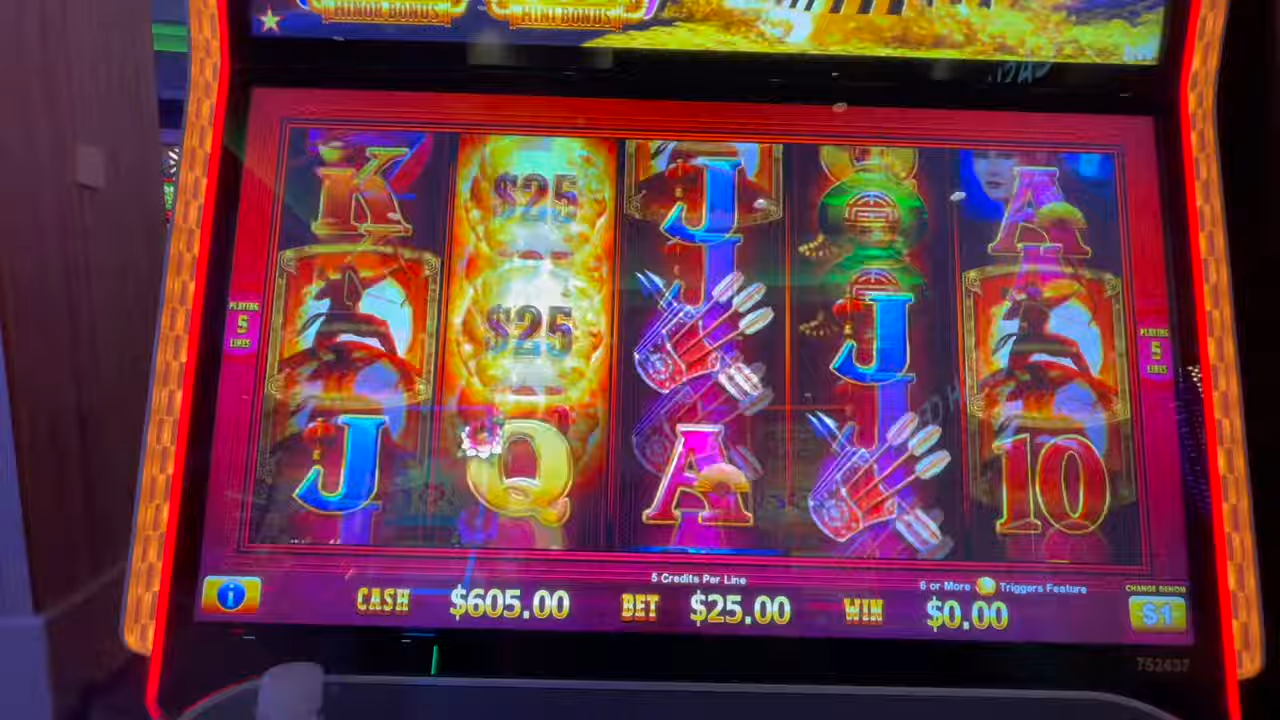 MINOR BONUS MINI BONUS
K $25 J A
$25 J
J Q A 10
PLAYING 5 LINES
PLAYING 5 LINES
5 Credits Per Line
6 or More Triggers Feature
CHANGE DENOM
CASH $605.00 BET $25.00 WIN $0.00 $1
752437